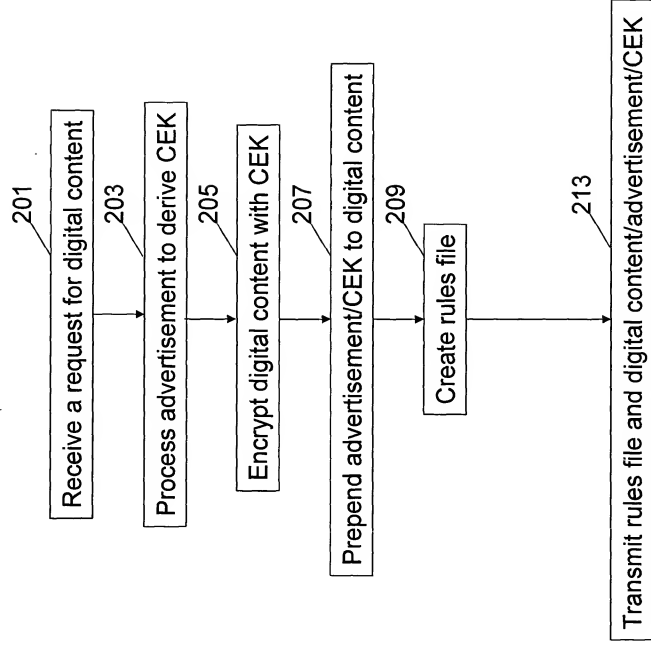 201
Receive a request for digital content
203
Process advertisement to derive CEK
205
Encrypt digital content with CEK
207
Prepend advertisement/CEK to digital content
209
Create rules file
213
Transmit rules file and digital content/advertisement/CEK